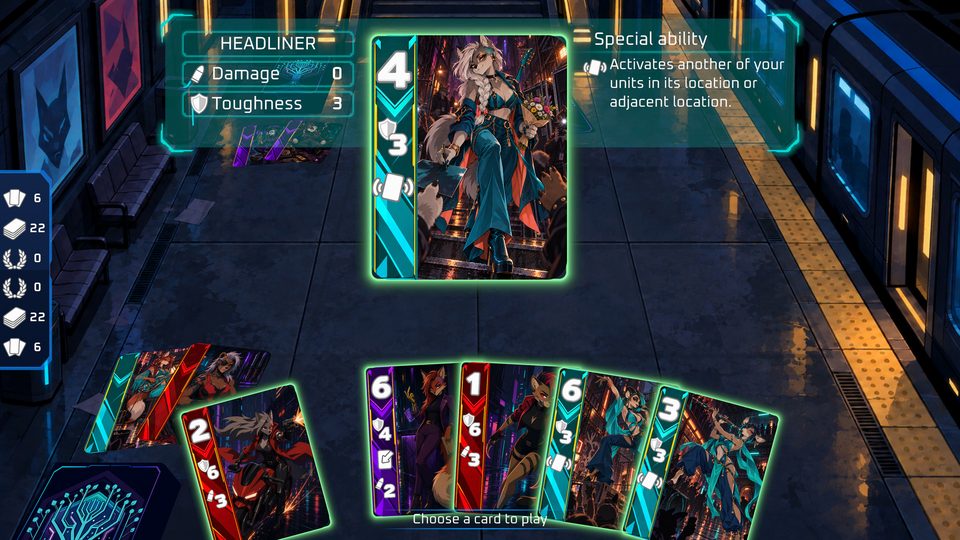 HEADLINER
Damage 0
Toughness 3
4
3
Special ability
Activates another of your
units in its location or
adjacent location.
6
22
0
0
22
6
2
6
3
6
4
2
1
6
3
6
3
3
3
Choose a card to play